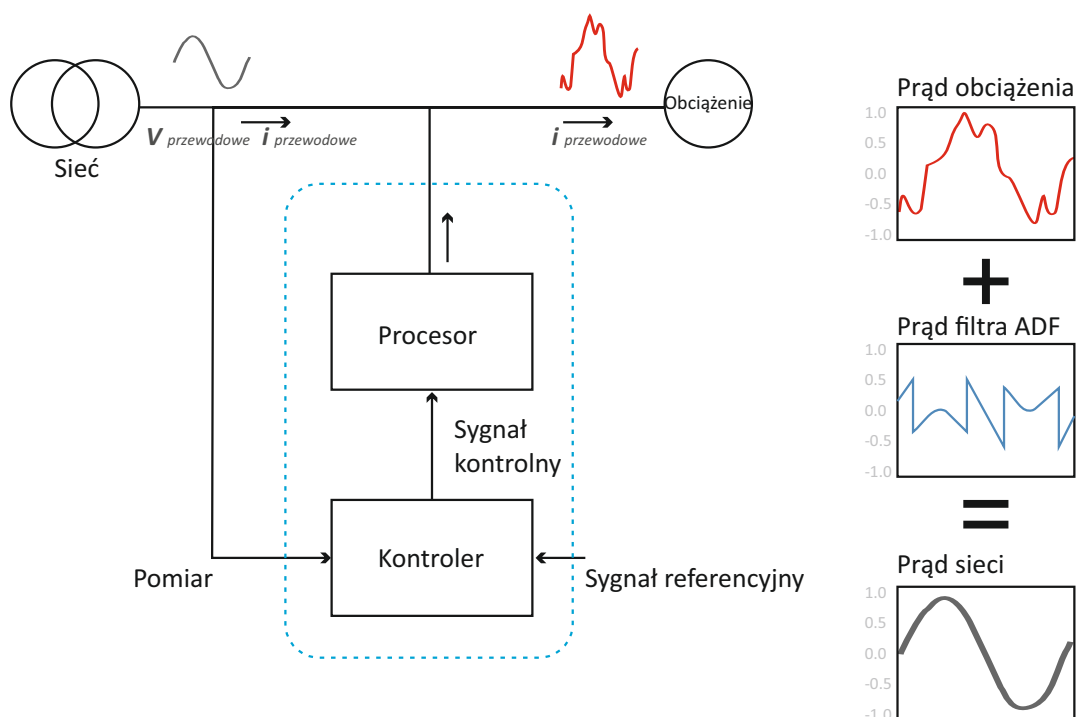 Sieć
V przewodowe i przewodowe
i przewodowe
Obciążenie
Procesor
Sygnał
kontrolny
Kontroler
Pomiar
Sygnał referencyjny
Prąd obciążenia
1.0
0.5
0.0
-0.5
-1.0
+
Prąd filtra ADF
1.0
0.5
0.0
-0.5
-1.0
=
Prąd sieci
1.0
0.5
0.0
-0.5
-1.0